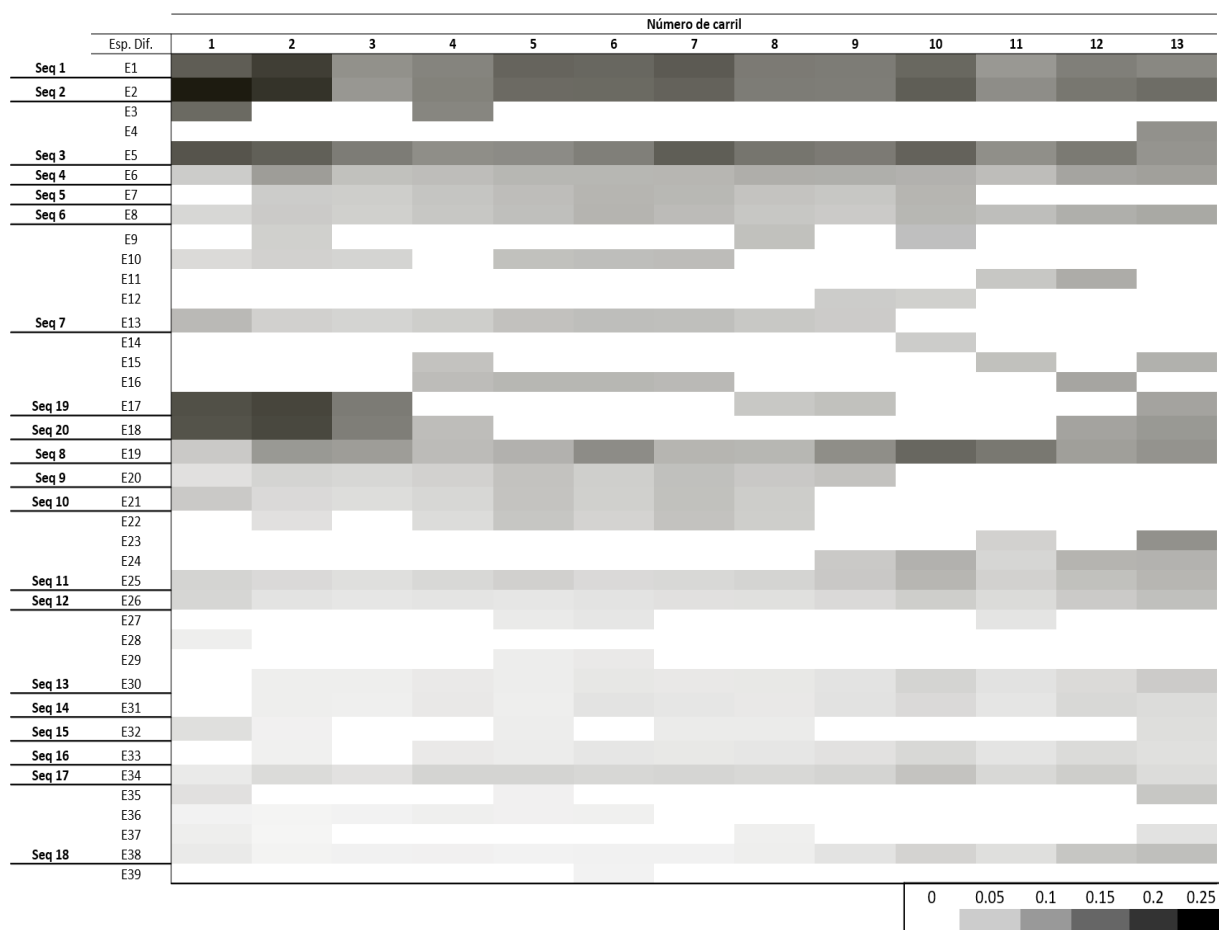 Número de carril
Esp. Dif. 1 2 3 4 5 6 7 8 9 10 11 12 13
Seq 1 E1
Seq 2 E2
E3
E4
Seq 3 E5
Seq 4 E6
Seq 5 E7
Seq 6 E8
E9
E10
E11
E12
Seq 7 E13
E14
E15
E16
Seq 19 E17
Seq 20 E18
Seq 8 E19
Seq 9 E20
Seq 10 E21
E22
E23
E24
Seq 11 E25
Seq 12 E26
E27
E28
E29
Seq 13 E30
Seq 14 E31
Seq 15 E32
Seq 16 E33
Seq 17 E34
E35
E36
E37
Seq 18 E38
E39
0 0.05 0.1 0.15 0.2 0.25